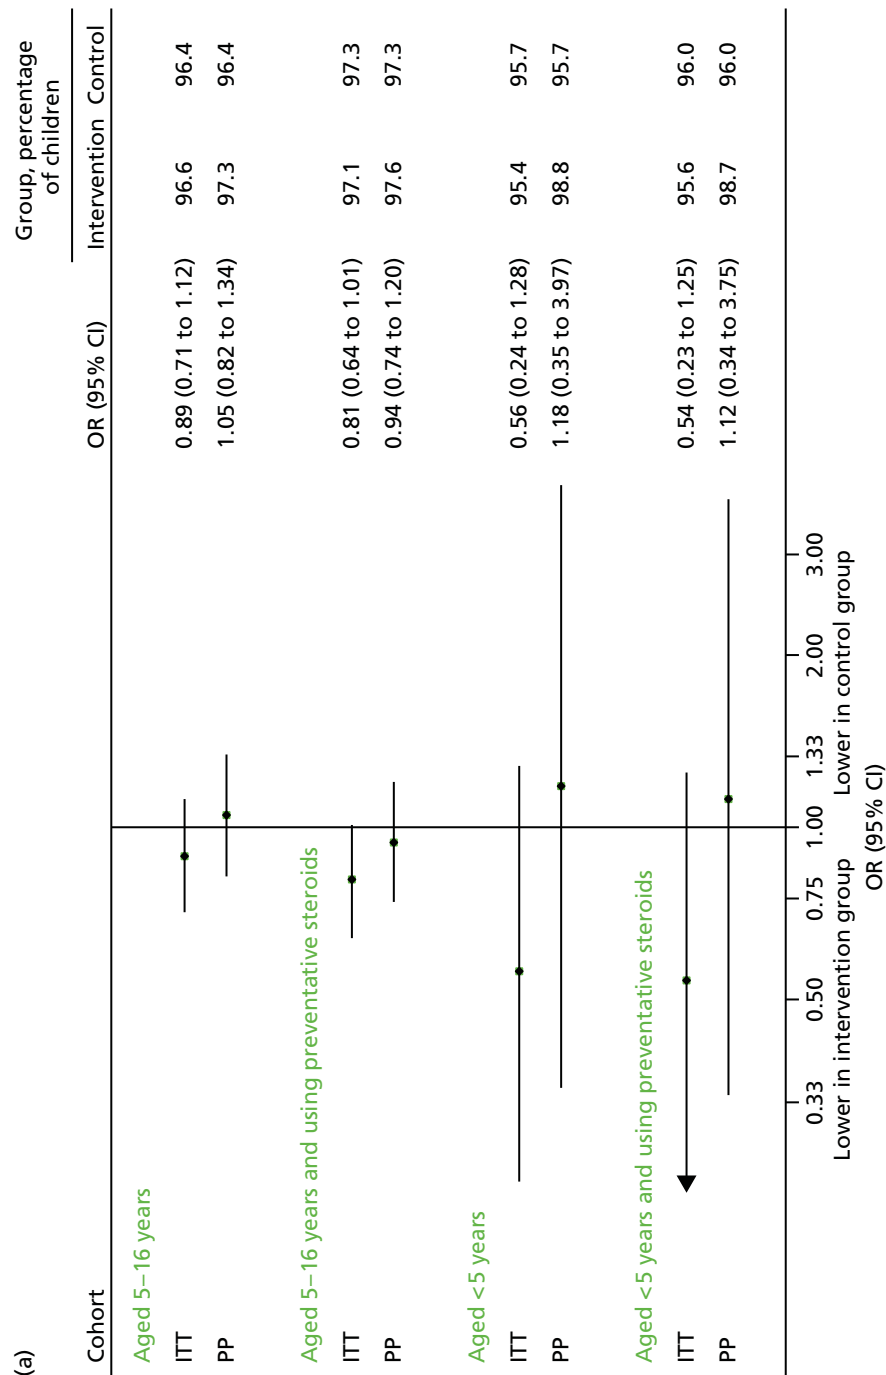 (a)
Group, percentage
of children
Cohort OR (95% CI) Intervention Control
Aged 5–16 years
ITT 0.89 (0.71 to 1.12) 96.6 96.4
PP 1.05 (0.82 to 1.34) 97.3 96.4
Aged 5–16 years and using preventative steroids
ITT 0.81 (0.64 to 1.01) 97.1 97.3
PP 0.94 (0.74 to 1.20) 97.6 97.3
Aged <5 years
ITT 0.56 (0.24 to 1.28) 95.4 95.7
PP 1.18 (0.35 to 3.97) 98.8 95.7
Aged <5 years and using preventative steroids
ITT 0.54 (0.23 to 1.25) 95.6 96.0
PP 1.12 (0.34 to 3.75) 98.7 96.0
0.33 0.50 0.75 1.00 1.33 2.00 3.00
Lower in intervention group Lower in control group
OR (95% CI)